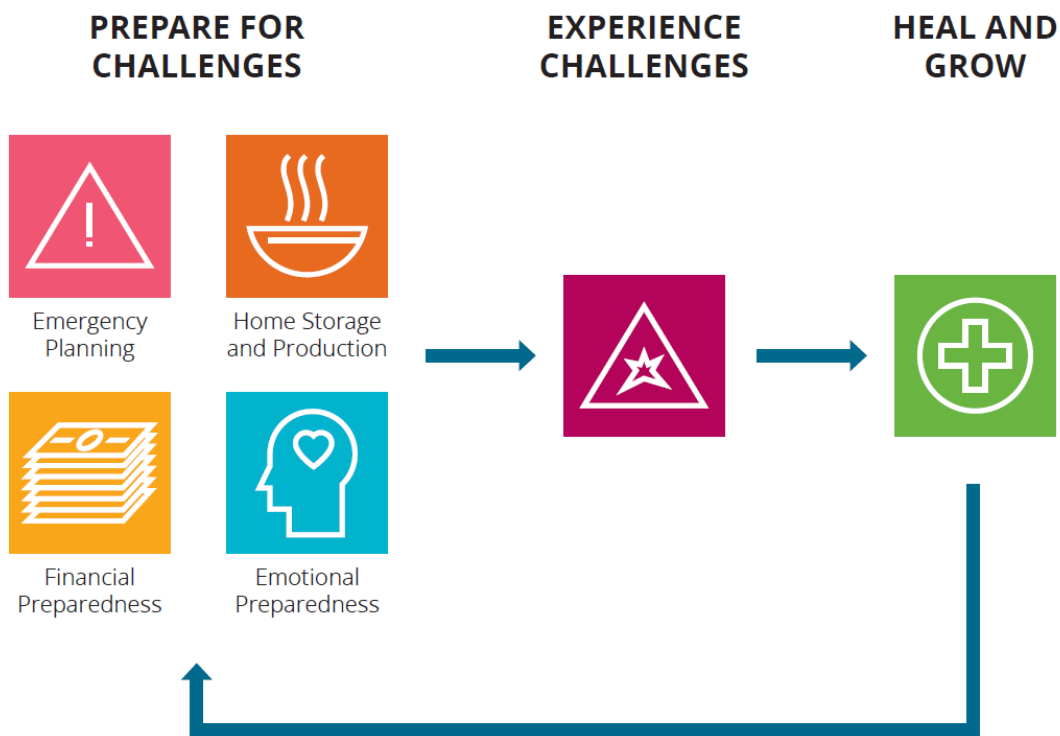 PREPARE FOR
CHALLENGES
EXPERIENCE
CHALLENGES
HEAL AND
GROW
!
Emergency
Planning
Home Storage
and Production
Financial
Preparedness
Emotional
Preparedness